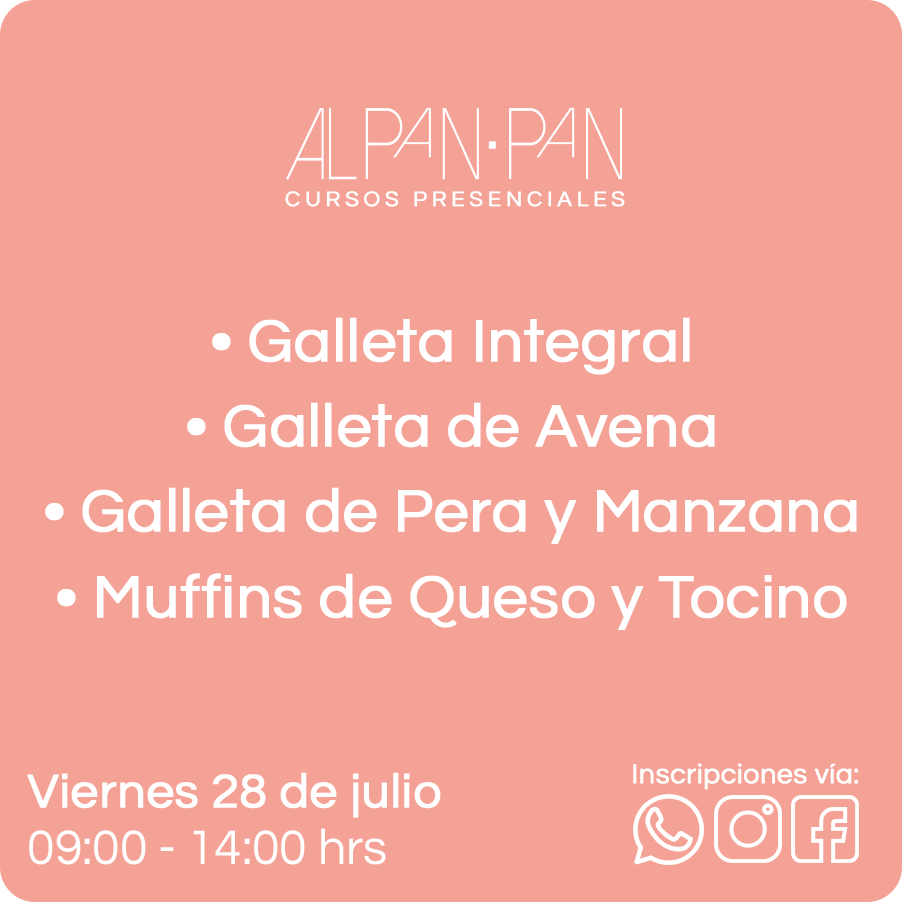 ALPAN·PAN
CURSOS PRESENCIALES
• Galleta Integral
• Galleta de Avena
• Galleta de Pera y Manzana
• Muffins de Queso y Tocino
Viernes 28 de julio
09:00 - 14:00 hrs
Inscripciones vía: